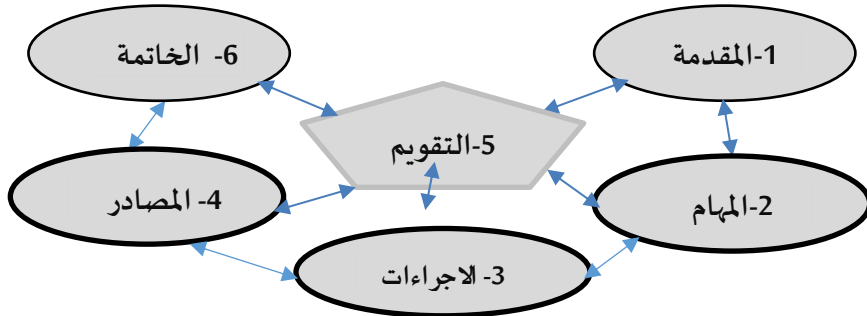 1-المقدمة
2-المهام
3- الاجراءات
4- المصادر
5-التقويم
6- الخاتمة